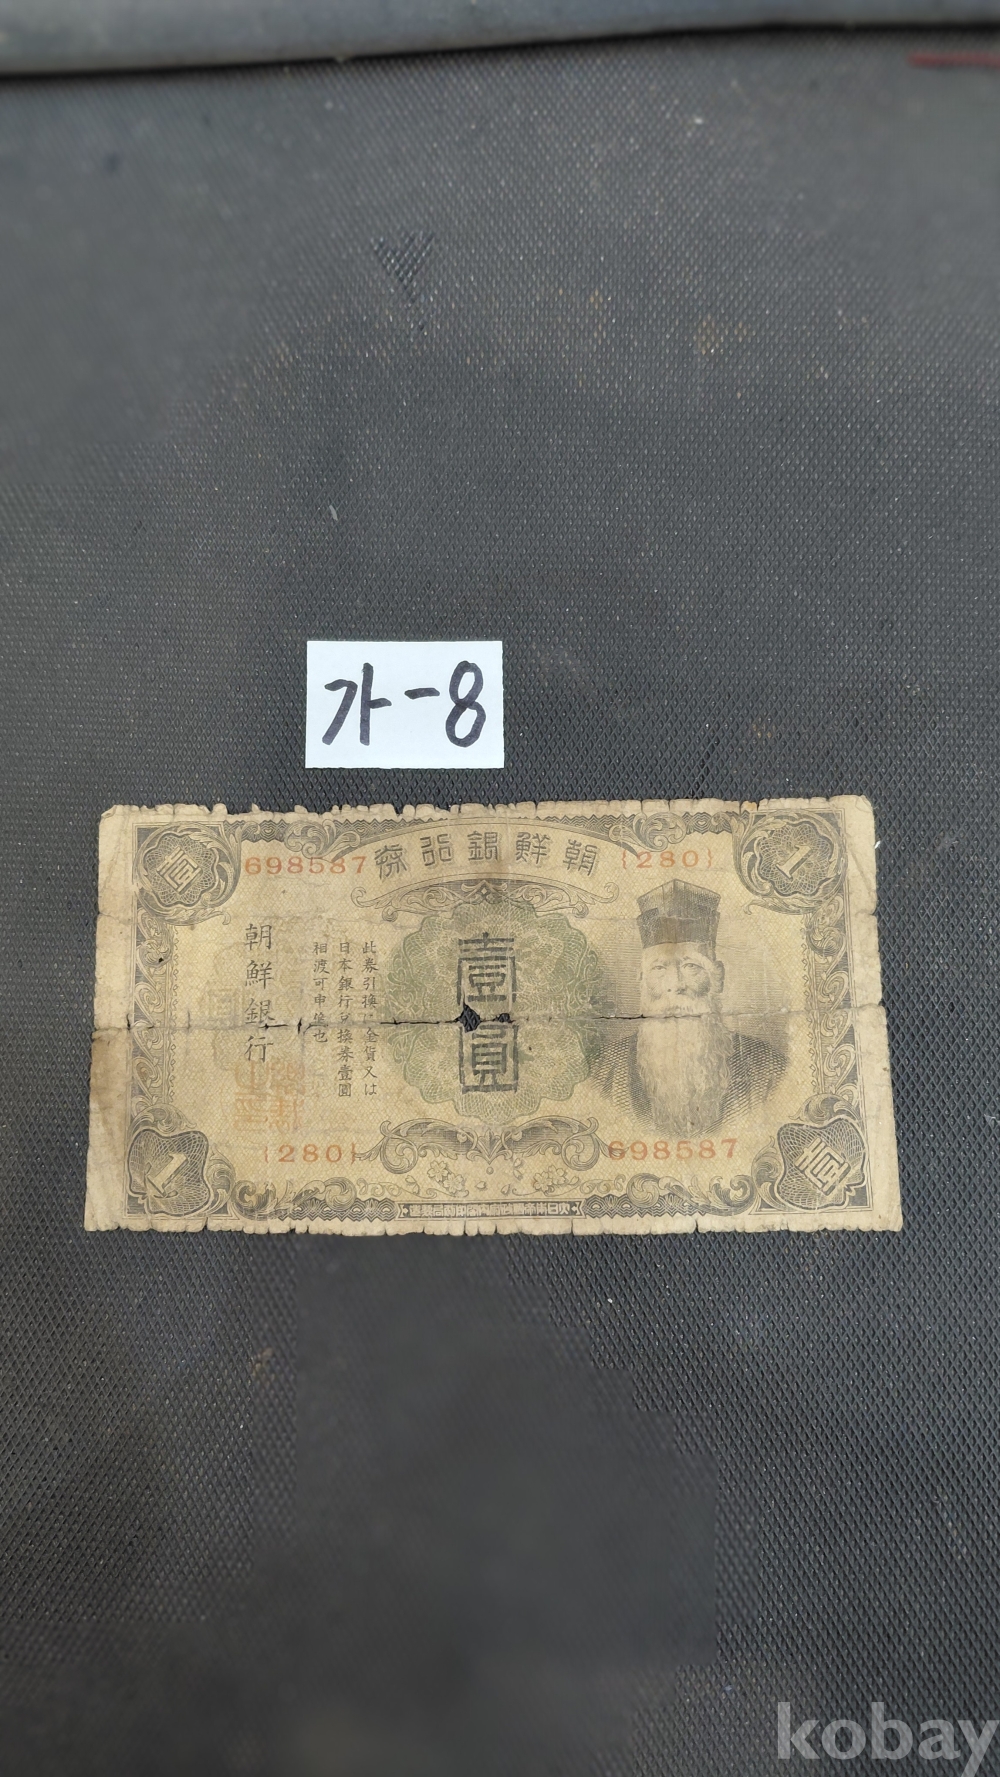 가-8
壹
698587
朝鮮銀行券
{280}
1
朝鮮銀行
此券引換に金貨又は
日本銀行兌換券壹圓
相渡可申候也
壹圓
1
{280}
698587
壹
kobay